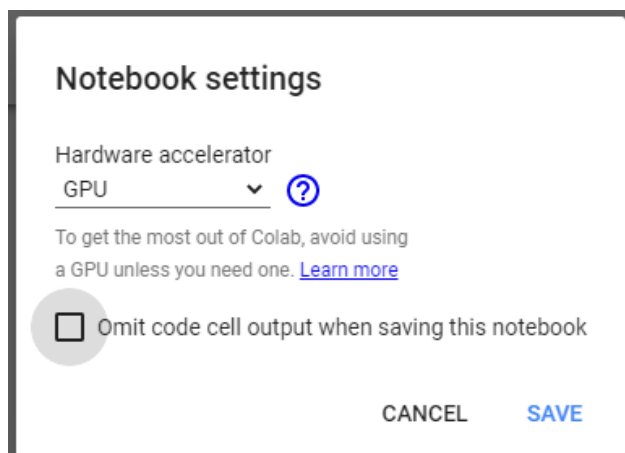 Notebook settings
Hardware accelerator
GPU
To get the most out of Colab, avoid using
a GPU unless you need one. Learn more
Omit code cell output when saving this notebook
CANCEL SAVE